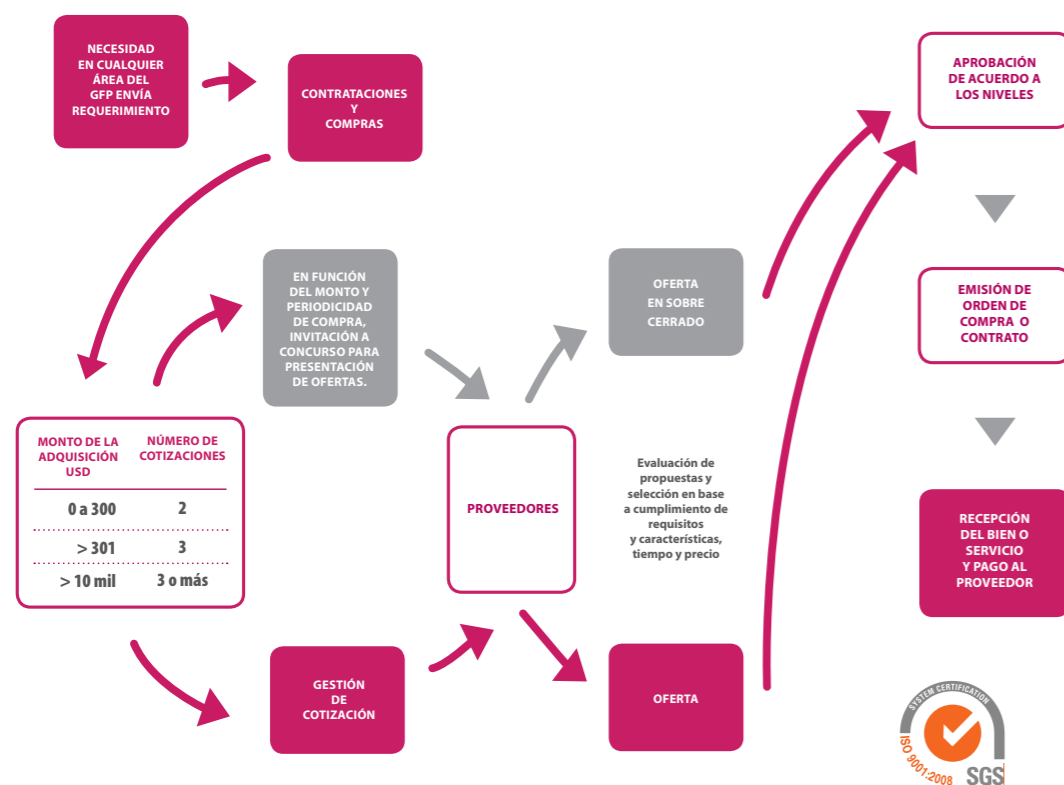 NECESIDAD
EN CUALQUIER
ÁREA DEL
GFP ENVÍA
REQUERIMIENTO
CONTRATACIONES
Y
COMPRAS
MONTO DE LA
ADQUISICIÓN
USD
NÚMERO DE
COTIZACIONES
0 a 300 2
> 301 3
> 10 mil 3 o más
EN FUNCIÓN
DEL MONTO Y
PERIODICIDAD
DE COMPRA,
INVITACIÓN A
CONCURSO PARA
PRESENTACIÓN
DE OFERTAS.
GESTIÓN
DE
COTIZACIÓN
PROVEEDORES
OFERTA
EN SOBRE
CERRADO
Evaluación de
propuestas y
selección en base
a cumplimiento de
requisitos
y características,
tiempo y precio
OFERTA
APROBACIÓN
DE ACUERDO A
LOS NIVELES
EMISIÓN DE
ORDEN DE
COMPRA O
CONTRATO
RECEPCIÓN
DEL BIEN O
SERVICIO
Y PAGO AL
PROVEEDOR
SYSTEM CERTIFICATION
ISO 9001:2008
SGS